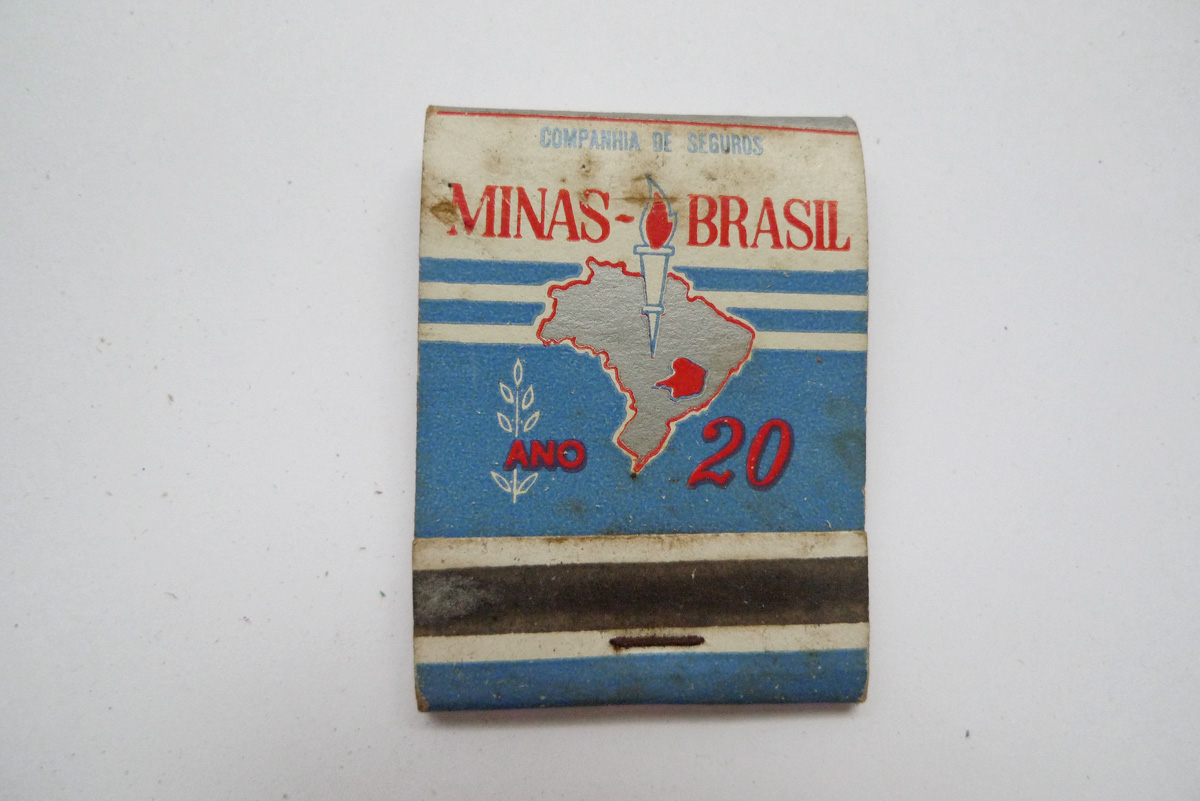 COMPANHIA DE SEGUROS
MINAS-BRASIL
ANO 20